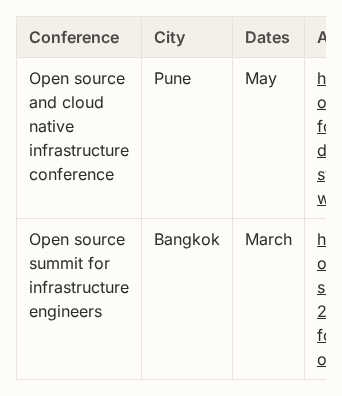 Conference City Dates
Open source Pune May
and cloud
native
infrastructure
conference
Open source Bangkok March
summit for
infrastructure
engineers